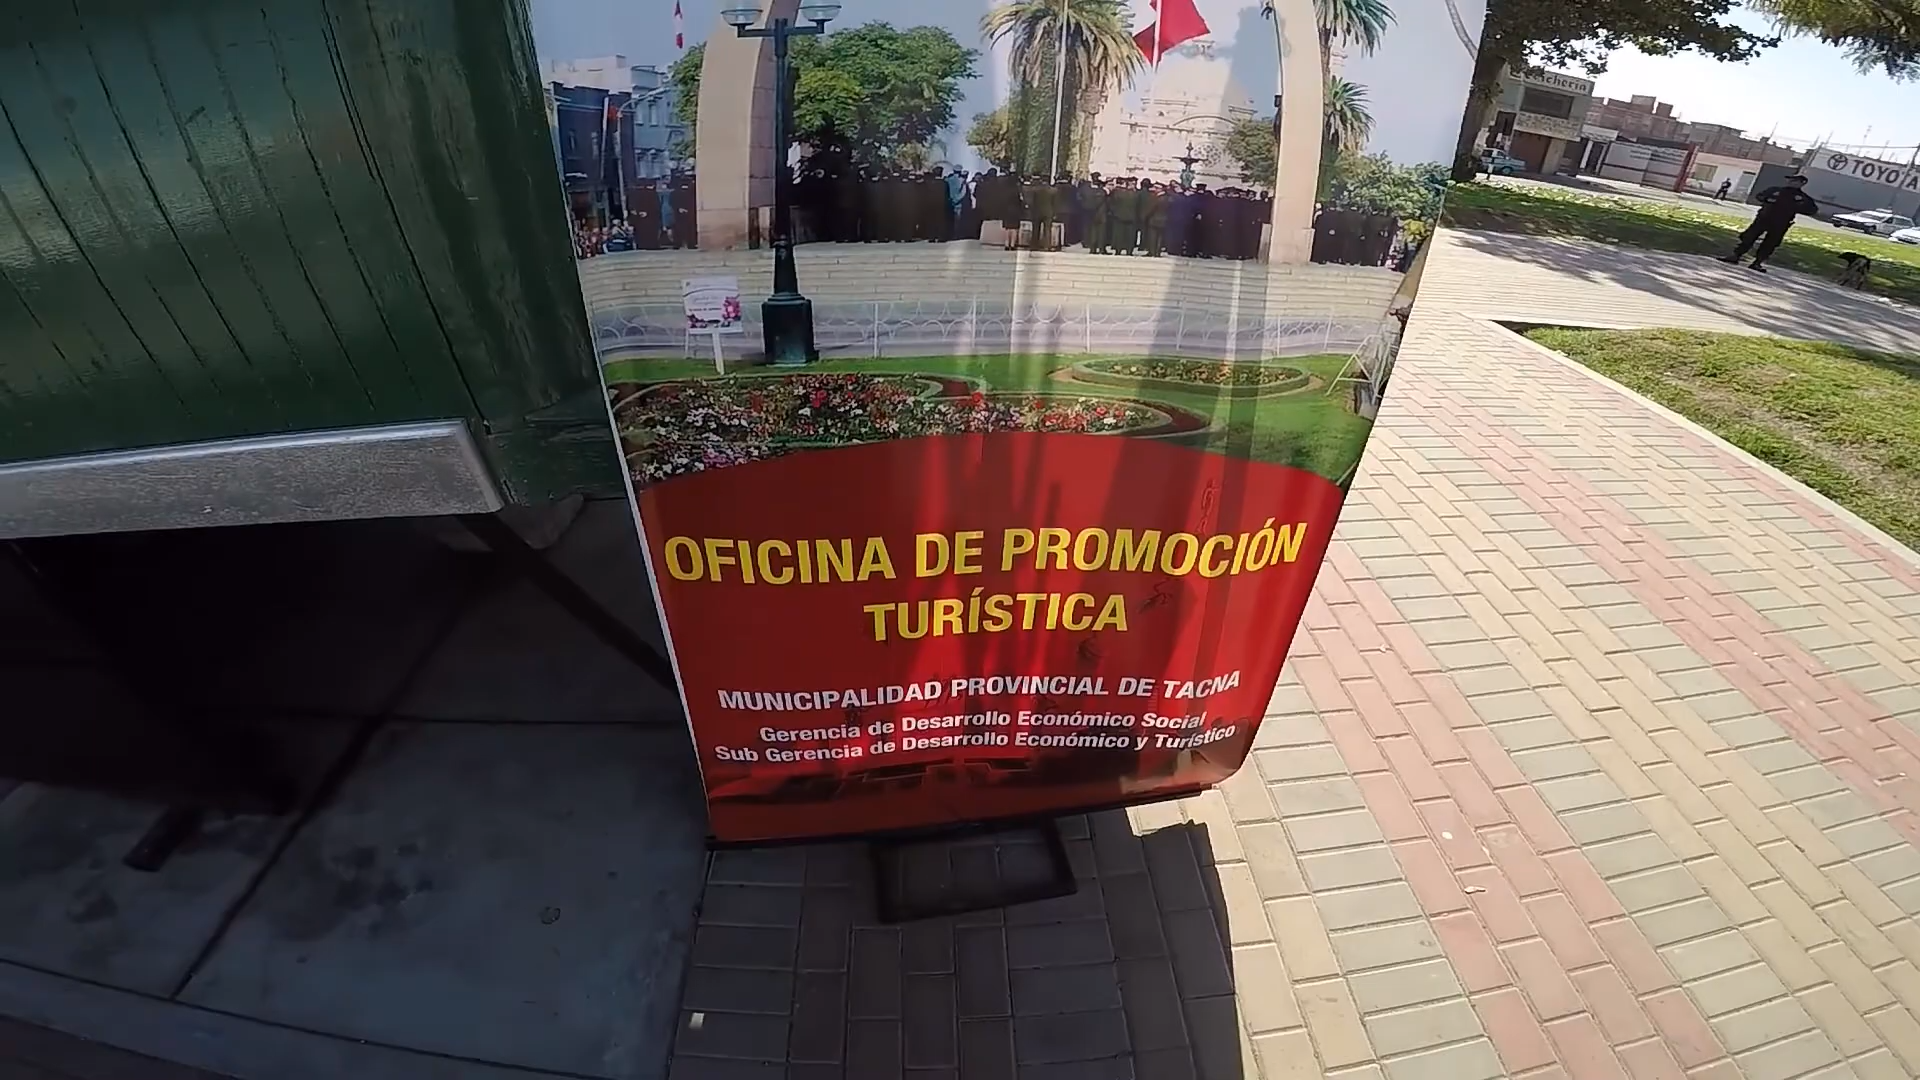 OFICINA DE PROMOCIÓN
TURÍSTICA
MUNICIPALIDAD PROVINCIAL DE TACNA
Gerencia de Desarrollo Económico Social
Sub Gerencia de Desarrollo Económico y Turístico
TOYOTA